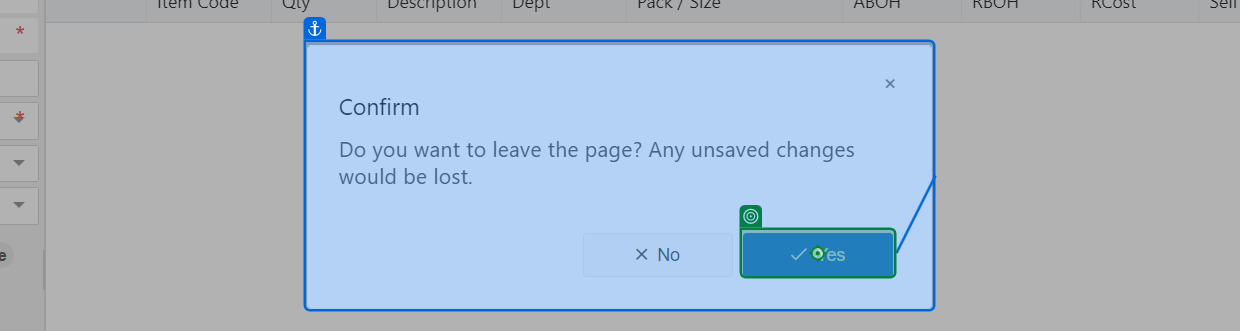 Item Code Qty Description Dept Pack / Size ABOH RBOH RCost Sell
*
*
Confirm
Do you want to leave the page? Any unsaved changes
would be lost.
No Yes
e